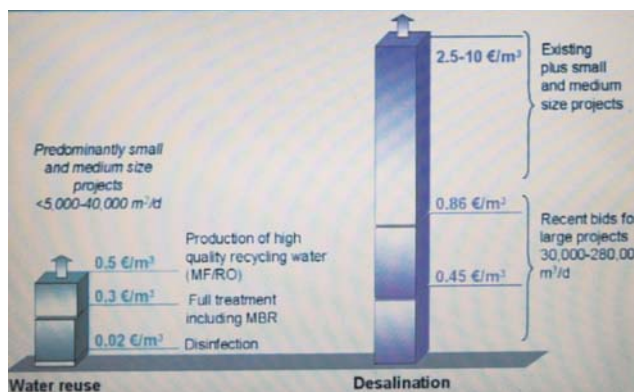 Predominantly small
and medium size
projects
<5,000-40,000 m³/d
0.5 €/m³
Production of high
quality recycling water
(MF/RO)
0.3 €/m³
Full treatment
including MBR
0.02 €/m³
Disinfection
Water reuse
2.5-10 €/m³
Existing
plus small
and medium
size projects
0.86 €/m³
0.45 €/m³
Recent bids fo
large projects
30,000-280,00
m³/d
Desalination